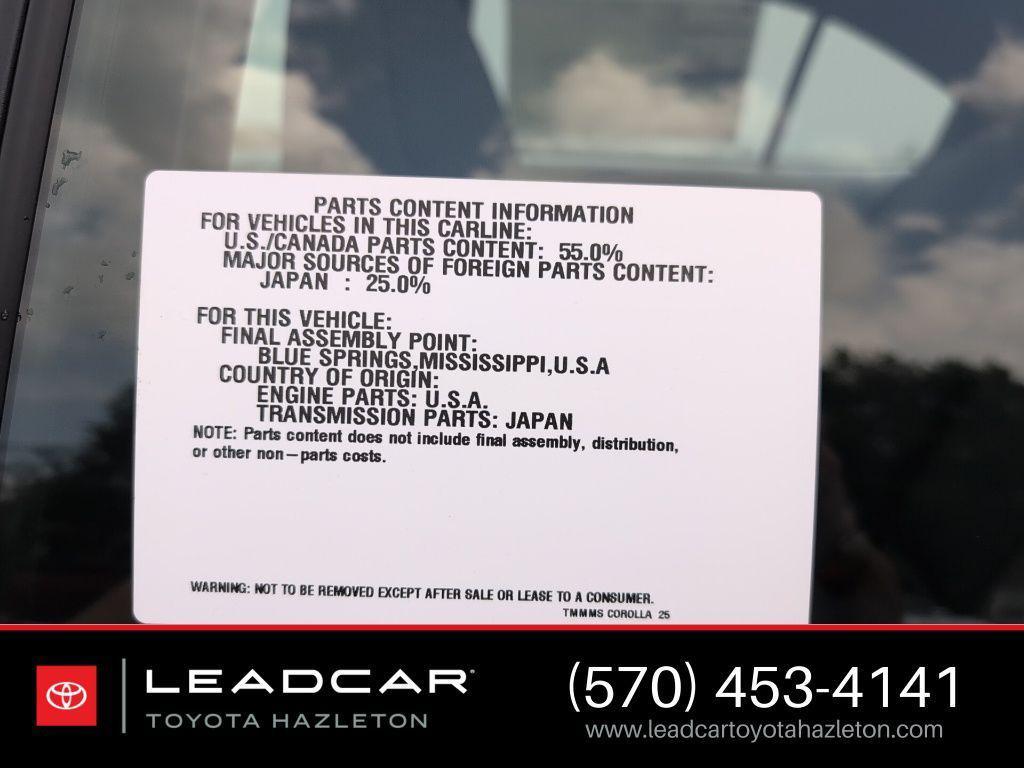 PARTS CONTENT INFORMATION
FOR VEHICLES IN THIS CARLINE:
U.S./CANADA PARTS CONTENT: 55.0%
MAJOR SOURCES OF FOREIGN PARTS CONTENT:
JAPAN : 25.0%
FOR THIS VEHICLE:
FINAL ASSEMBLY POINT:
BLUE SPRINGS,MISSISSIPPI,U.S.A
COUNTRY OF ORIGIN:
ENGINE PARTS: U.S.A.
TRANSMISSION PARTS: JAPAN
NOTE: Parts content does not include final assembly, distribution,
or other non-parts costs.
WARNING: NOT TO BE REMOVED EXCEPT AFTER SALE OR LEASE TO A CONSUMER.
TMMMS COROLLA 25
LEADCAR
TOYOTA HAZLETON
(570) 453-4141
www.leadcartoyotahazleton.com